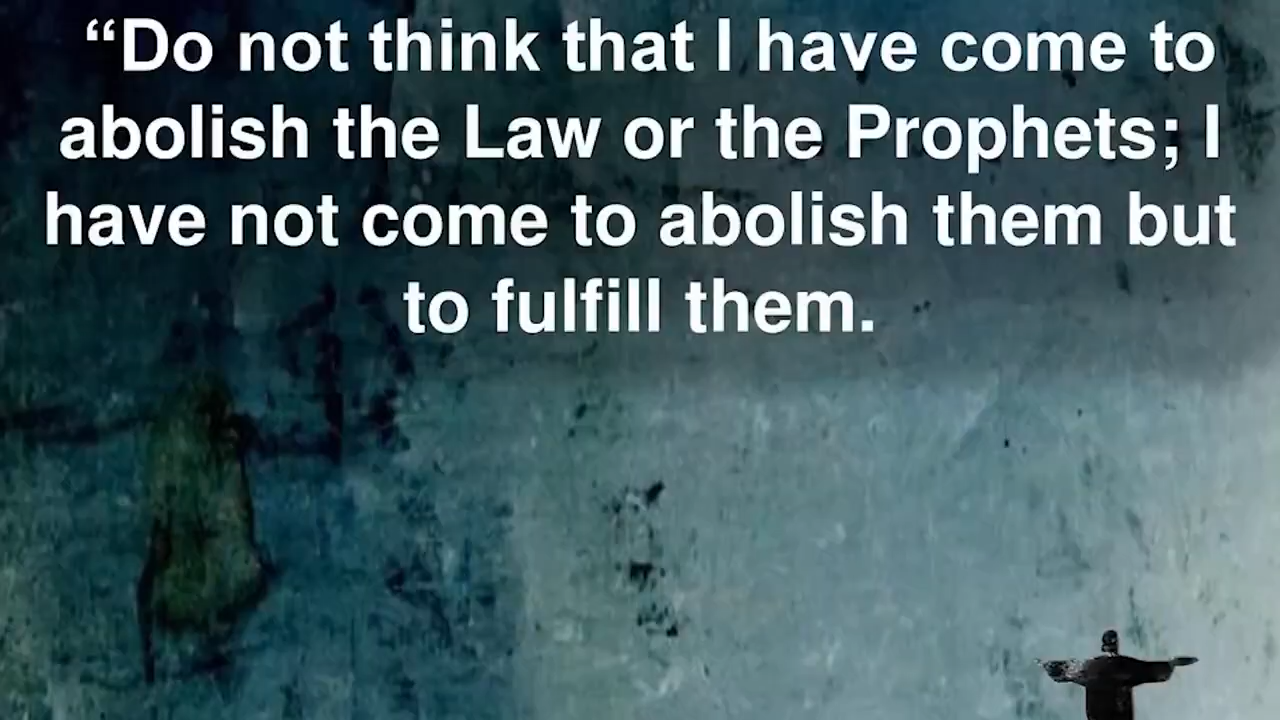 “Do not think that I have come to
abolish the Law or the Prophets; I
have not come to abolish them but
to fulfill them.